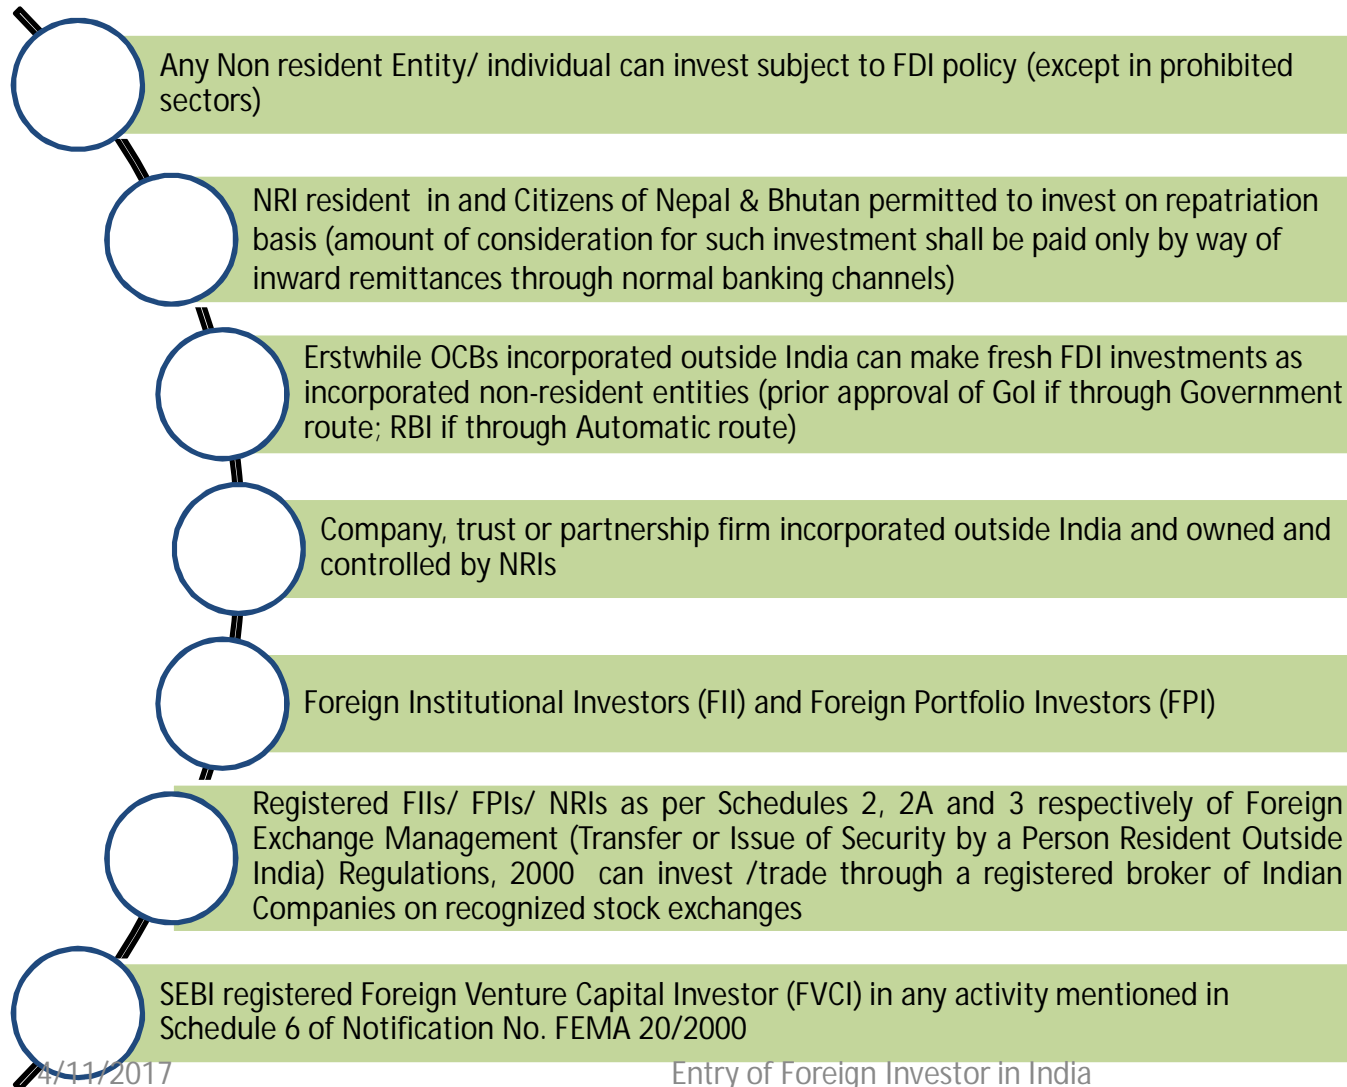 Any Non resident Entity/ individual can invest subject to FDI policy (except in prohibited
sectors)
NRI resident in and Citizens of Nepal & Bhutan permitted to invest on repatriation
basis (amount of consideration for such investment shall be paid only by way of
inward remittances through normal banking channels)
Erstwhile OCBs incorporated outside India can make fresh FDI investments as
incorporated non-resident entities (prior approval of GoI if through Government
route; RBI if through Automatic route)
Company, trust or partnership firm incorporated outside India and owned and
controlled by NRIs
Foreign Institutional Investors (FII) and Foreign Portfolio Investors (FPI)
Registered FIIs/ FPIs/ NRIs as per Schedules 2, 2A and 3 respectively of Foreign
Exchange Management (Transfer or Issue of Security by a Person Resident Outside
India) Regulations, 2000 can invest /trade through a registered broker of Indian
Companies on recognized stock exchanges
SEBI registered Foreign Venture Capital Investor (FVCI) in any activity mentioned in
Schedule 6 of Notification No. FEMA 20/2000
4/11/2017 Entry of Foreign Investor in India